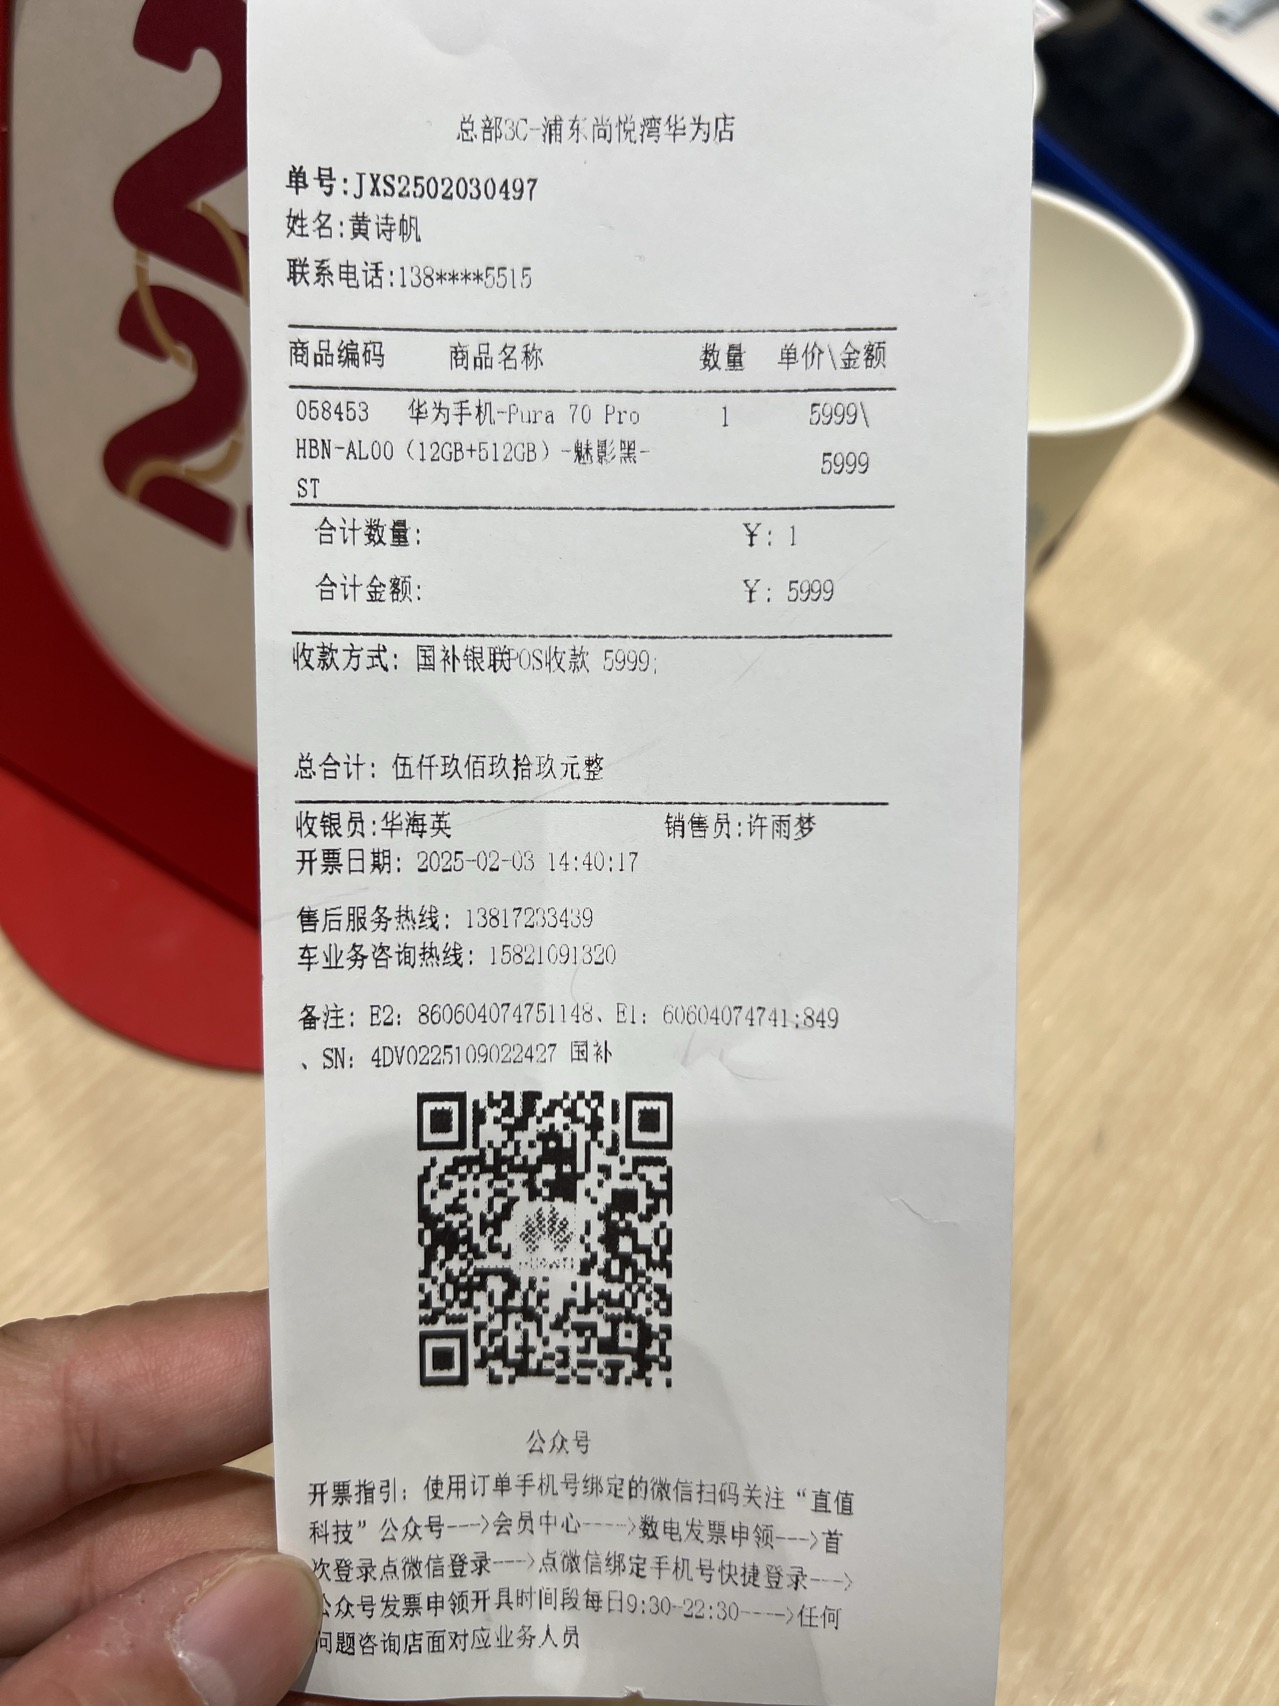 总部3C-浦东尚悦湾华为店
单号:JXS2502030497
姓名:黄诗帆
联系电话:138****5515
商品编码 商品名称 数量 单价\金额
058453 华为手机-Pura 70 Pro 1 5999\
HBN-AL00（12GB+512GB）-魅影黑- 5999
ST
合计数量: ￥: 1
合计金额: ￥: 5999
收款方式: 国补银联POS收款 5999;
总合计: 伍仟玖佰玖拾玖元整
收银员:华海英 销售员:许雨梦
开票日期: 2025-02-03 14:40:17
售后服务热线: 13817233439
车业务咨询热线: 15821091320
备注: E2: 860604074751148、E1: 60604074741;849
、SN: 4DV0225109022427 国补
公众号
开票指引: 使用订单手机号绑定的微信扫码关注“直值
科技”公众号--->会员中心---->数电发票申领--->首
次登录点微信登录--->点微信绑定手机号快捷登录--->
公众号发票申领开具时间段每日9:30-22:30---->任何
问题咨询店面对应业务人员